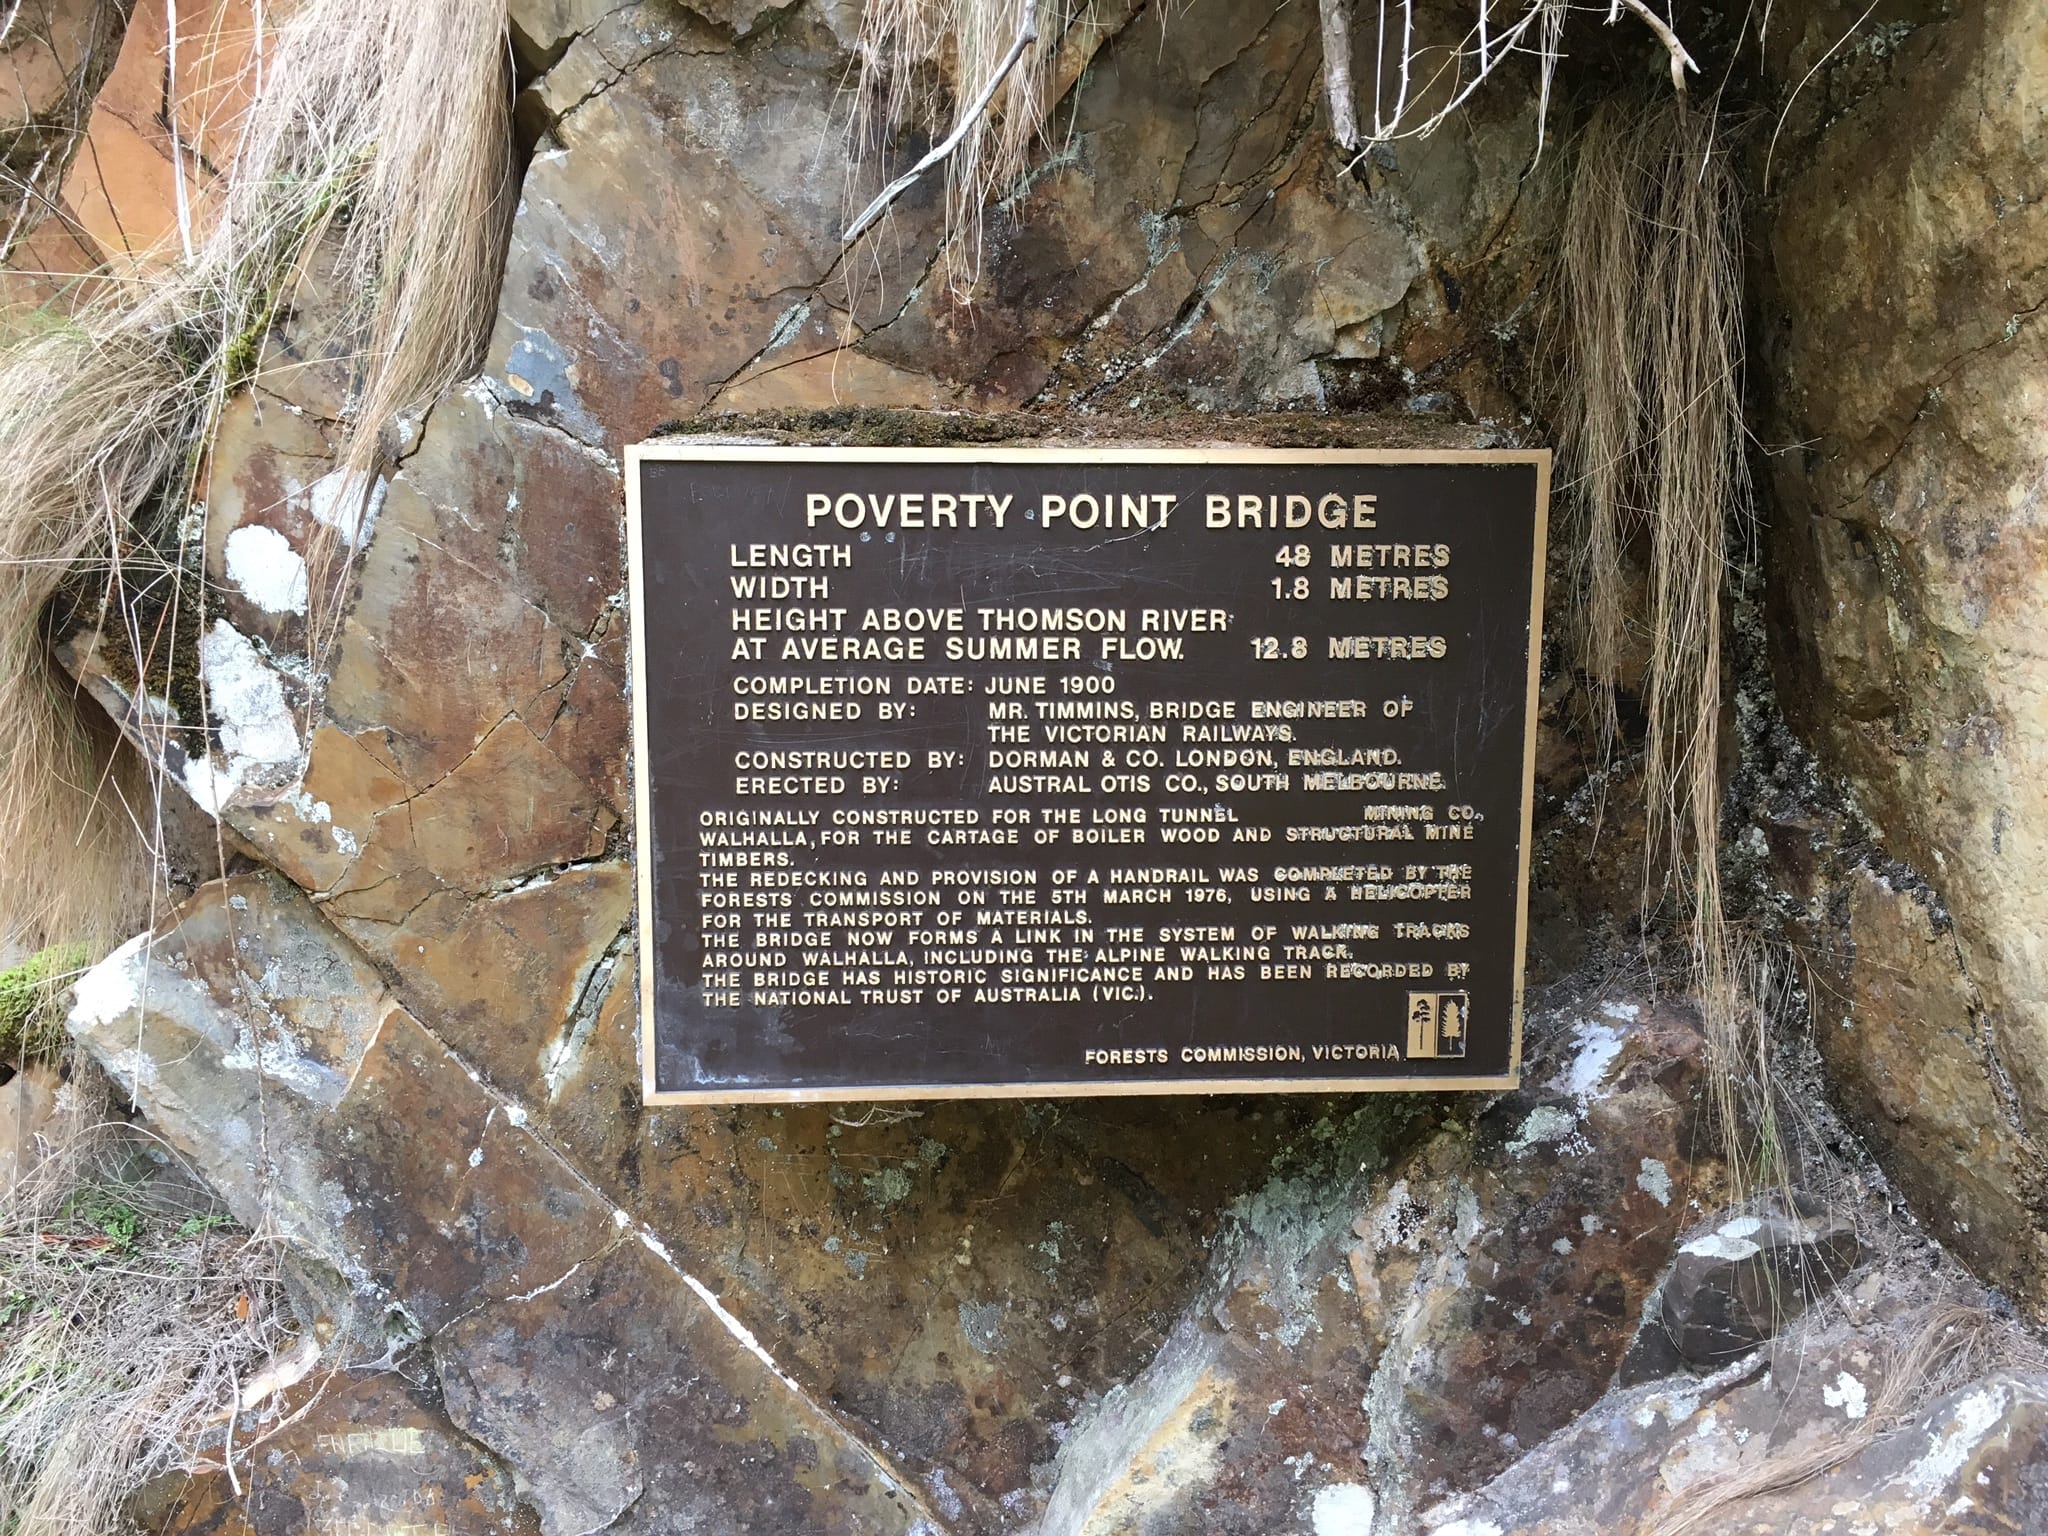 POVERTY POINT BRIDGE
LENGTH 48 METRES
WIDTH 1.8 METRES
HEIGHT ABOVE THOMSON RIVER
AT AVERAGE SUMMER FLOW. 12.8 METRES
COMPLETION DATE: JUNE 1900
DESIGNED BY: MR. TIMMINS, BRIDGE ENGINEER OF
THE VICTORIAN RAILWAYS.
CONSTRUCTED BY: DORMAN & CO. LONDON, ENGLAND.
ERECTED BY: AUSTRAL OTIS CO., SOUTH MELBOURNE.
ORIGINALLY CONSTRUCTED FOR THE LONG TUNNEL MINING CO.,
WALHALLA, FOR THE CARTAGE OF BOILER WOOD AND STRUCTURAL MINE
TIMBERS.
THE REDECKING AND PROVISION OF A HANDRAIL WAS COMPLETED BY THE
FORESTS COMMISSION ON THE 5TH MARCH 1976, USING A HELICOPTER
FOR THE TRANSPORT OF MATERIALS.
THE BRIDGE NOW FORMS A LINK IN THE SYSTEM OF WALKING TRACKS
AROUND WALHALLA, INCLUDING THE ALPINE WALKING TRACK.
THE BRIDGE HAS HISTORIC SIGNIFICANCE AND HAS BEEN RECORDED BY
THE NATIONAL TRUST OF AUSTRALIA (VIC.).
FORESTS COMMISSION, VICTORIA